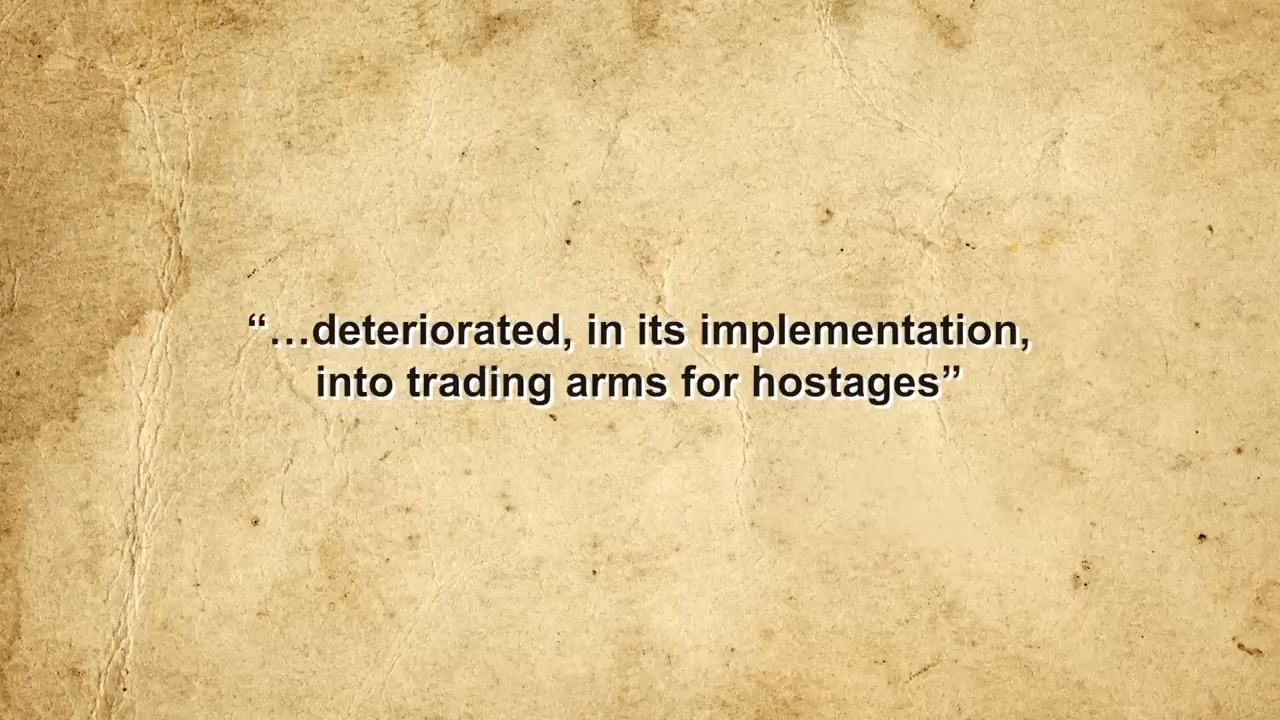 “…deteriorated, in its implementation,
into trading arms for hostages”